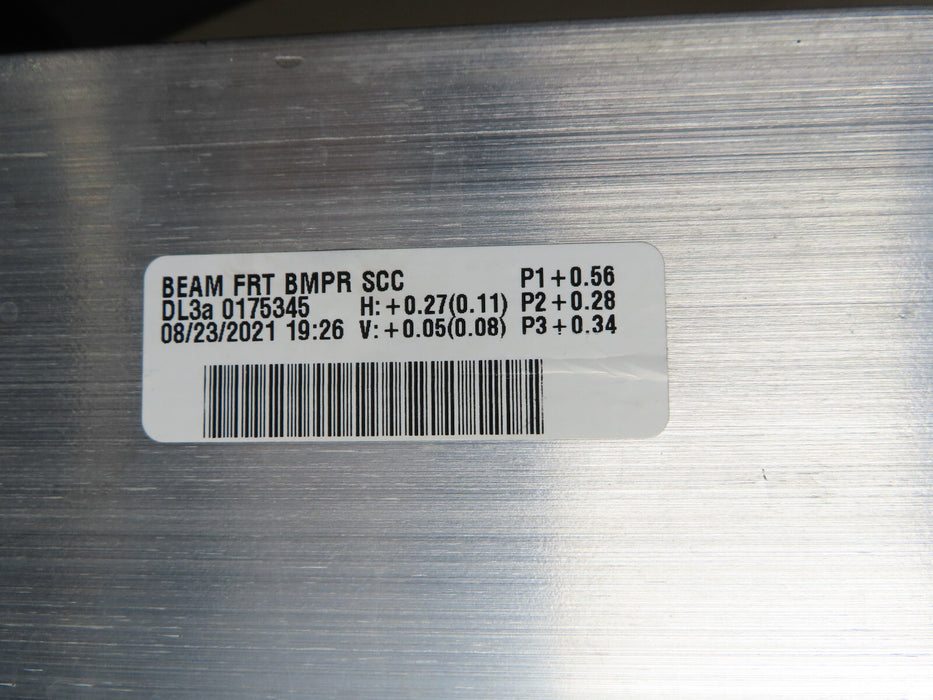 BEAM FRT BMPR SCC P1+0.56
DL3a 0175345 H:+0.27(0.11) P2+0.28
08/23/2021 19:26 V:+0.05(0.08) P3+0.34